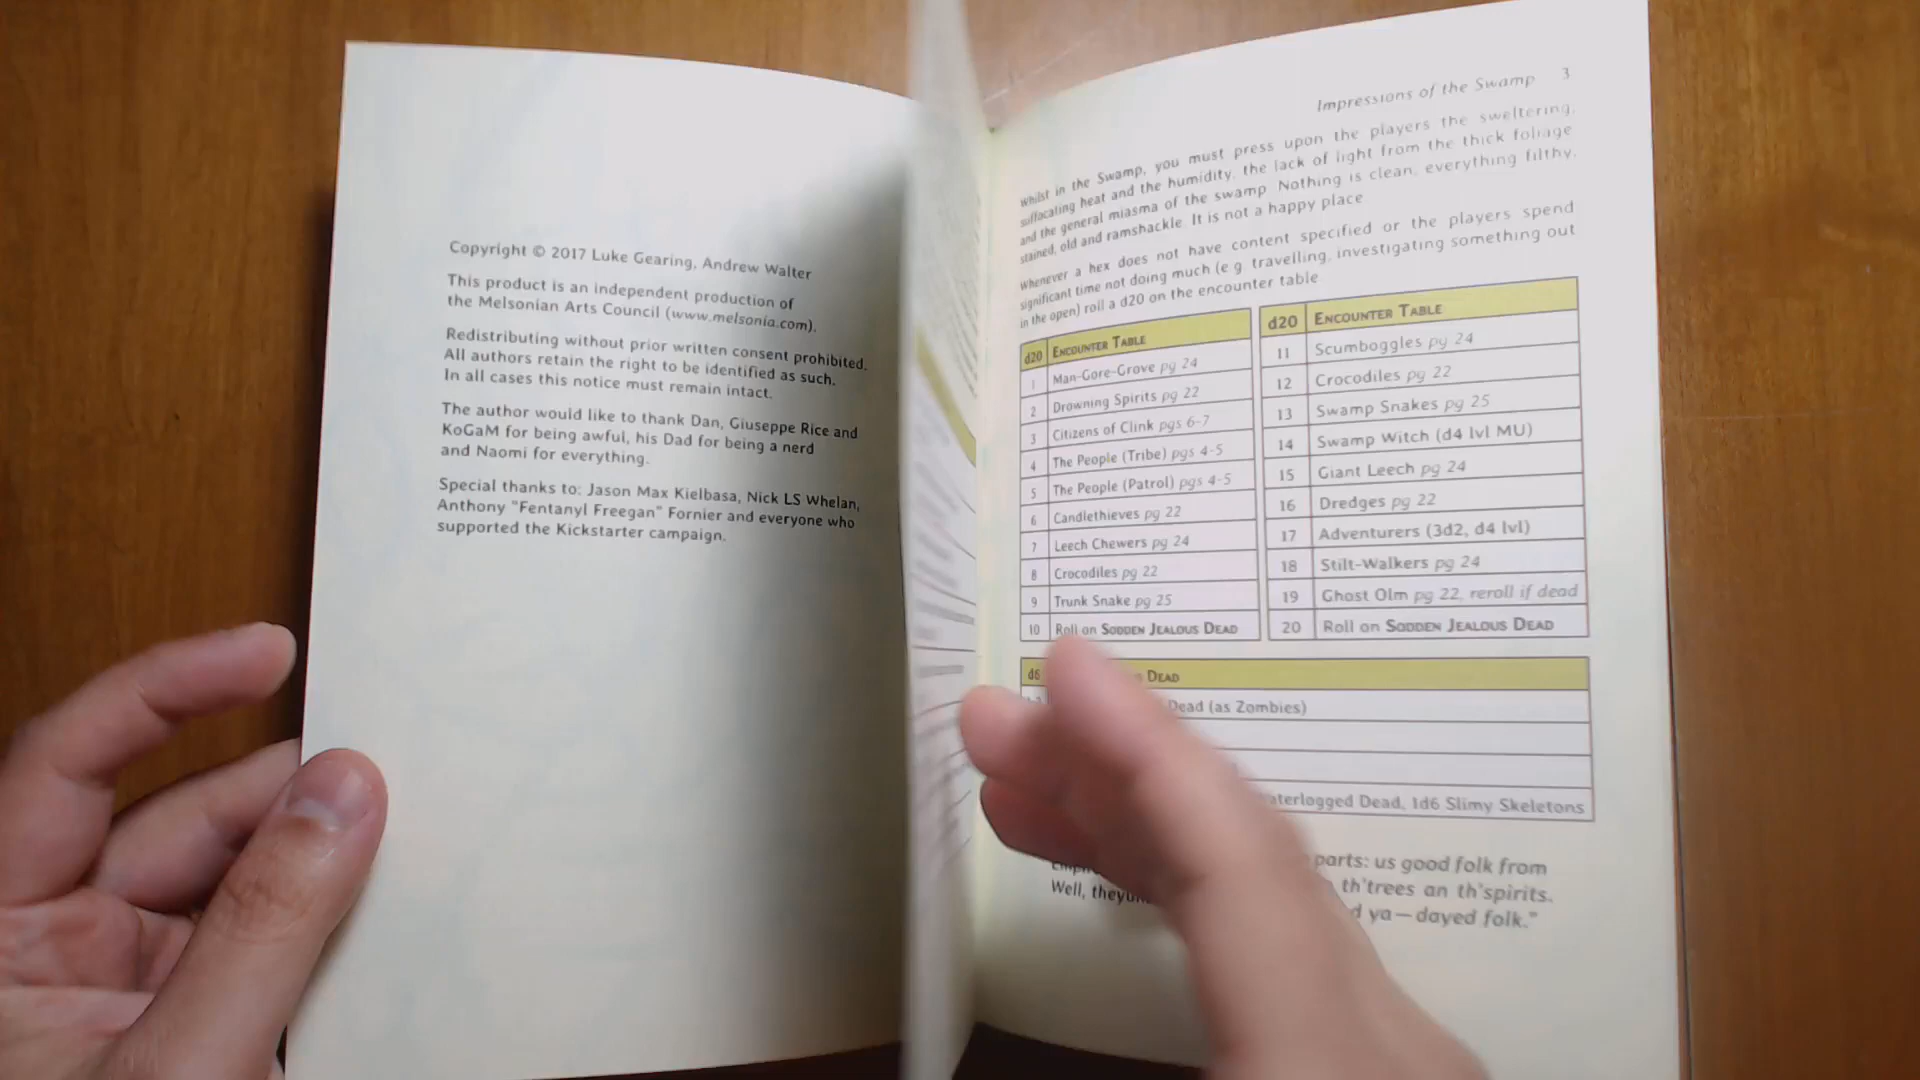 Copyright © 2017 Luke Gearing, Andrew Walter
This product is an independent production of
the Melsonian Arts Council (www.melsonia.com).
Redistributing without prior written consent prohibited.
All authors retain the right to be identified as such.
In all cases this notice must remain intact.
The author would like to thank Dan, Giuseppe Rice and
KoGaM for being awful, his Dad for being a nerd
and Naomi for everything.
Special thanks to: Jason Max Kielbasa, Nick LS Whelan,
Anthony "Fentanyl Freegan" Fornier and everyone who
supported the Kickstarter campaign.
Impressions of the Swamp 3
Whilst in the Swamp, you must press upon the players the sweltering,
suffocating heat and the humidity, the lack of light from the thick foliage
and the general miasma of the swamp. Nothing is clean, everything filthy,
stained, old and ramshackle. It is not a happy place
Whenever a hex does not have content specified or the players spend
significant time not doing much (e.g travelling, investigating something out
in the open) roll a d20 on the encounter table
d20 Encounter Table
1 Man-Gore-Grove pg 24
2 Drowning Spirits pg 22
3 Citizens of Clink pgs 6-7
4 The People (Tribe) pgs 4-5
5 The People (Patrol) pgs 4-5
6 Candlethieves pg 22
7 Leech Chewers pg 24
8 Crocodiles pg 22
9 Trunk Snake pg 25
10 Roll on Sodden Jealous Dead
d20 Encounter Table
11 Scumboggles pg 24
12 Crocodiles pg 22
13 Swamp Snakes pg 25
14 Swamp Witch (d4 lvl MU)
15 Giant Leech pg 24
16 Dredges pg 22
17 Adventurers (3d2, d4 lvl)
18 Stilt-Walkers pg 24
19 Ghost Olm pg 22, reroll if dead
20 Roll on Sodden Jealous Dead
d6 Dead
Dead (as Zombies)
Dead, 1d6 Slimy Skeletons
parts: us good folk from
Well, th'trees an th'spirits.
ya—dayed folk."